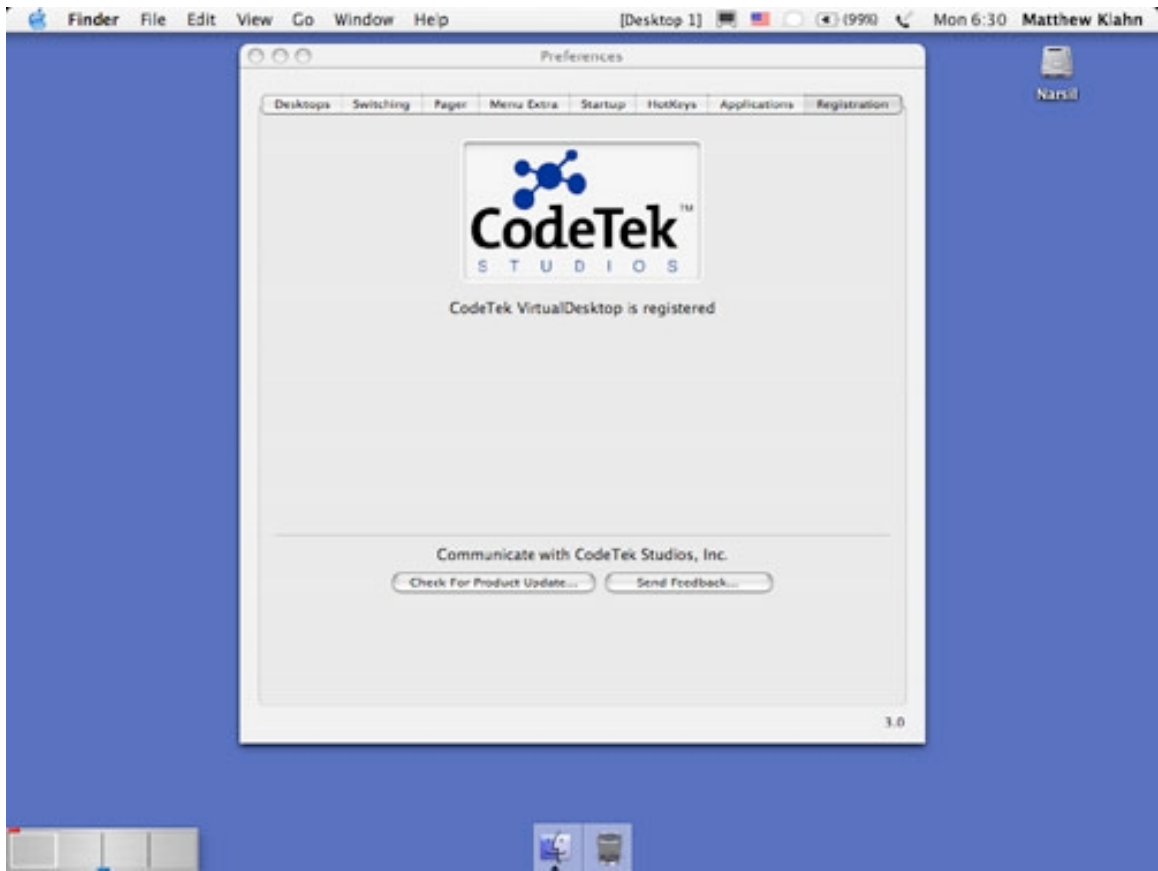 Finder File Edit View Go Window Help [Desktop 1] (99%) Mon 6:30 Matthew Klahn
Preferences
Narsil
Desktops Switching Pager Menu Extra Startup HotKeys Applications Registration
CodeTek™
STUDIOS
CodeTek VirtualDesktop is registered
Communicate with CodeTek Studios, Inc.
Check For Product Update... Send Feedback...
3.0